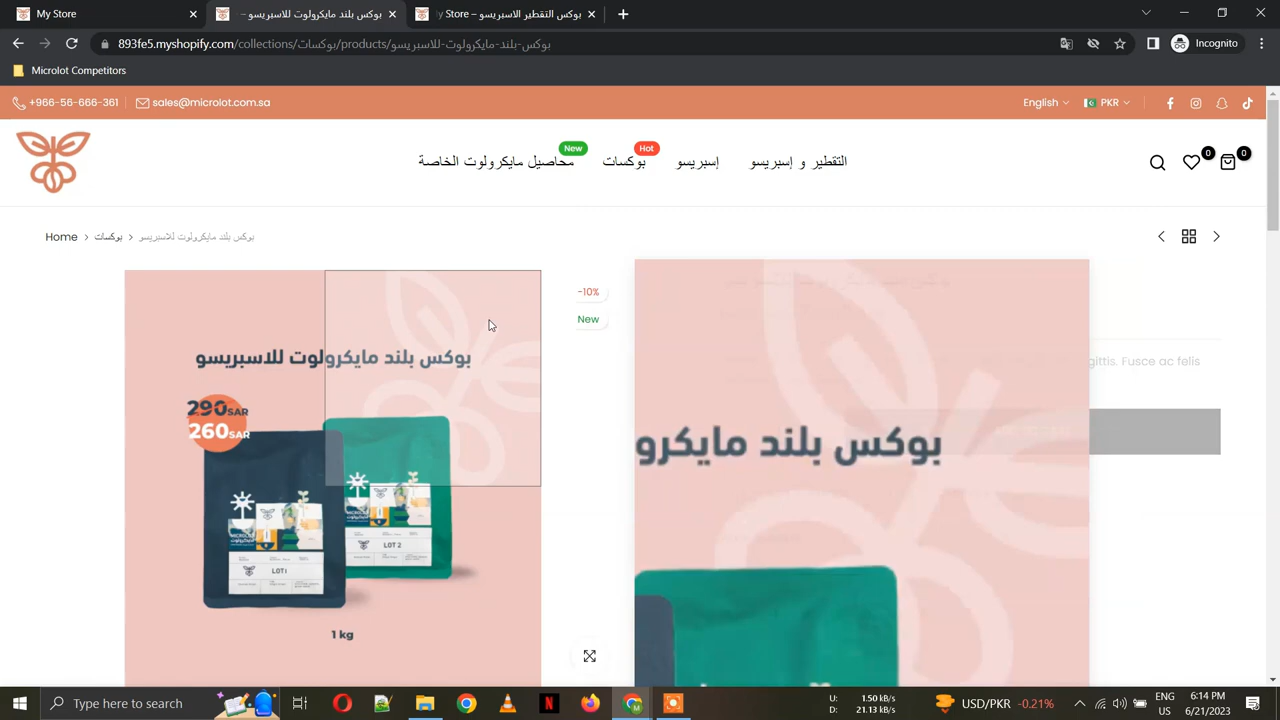 My Store
بوكس بلند مايكرولوت للاسبريسو –
بوكس التقطير الاسبريسو – My Store
893fe5.myshopify.com/collections/بوكسات/products/بوكس-بلند-مايكرولوت-للاسبريسو
Incognito
Microlot Competitors
+966-56-666-361
sales@microlot.com.sa
English
PKR
New
Hot
محاصيل مايكرولوت الخاصة
بوكسات
إسبريسو
التقطير و إسبريسو
0
0
Home
بوكسات
بوكس بلند مايكرولوت للاسبريسو
-10%
New
بوكس بلند مايكرولوت للاسبريسو
290SAR
260SAR
MICROLOT
LOT 2
LOT 1
1 kg
بوكس بلند مايكرو
gittis. Fusce ac felis
Type here to search
U: 1.50 kB/s
D: 21.13 kB/s
USD/PKR -0.21%
ENG
US
6:14 PM
6/21/2023